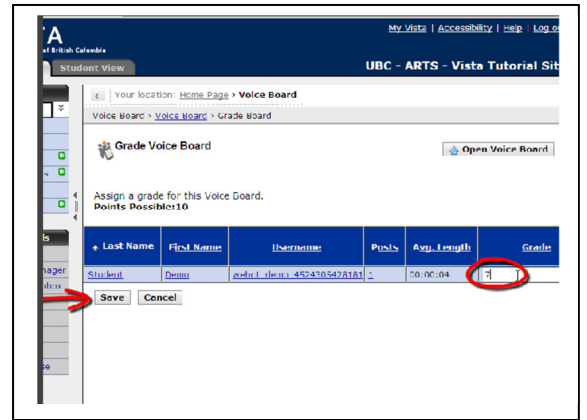 My Vista | Accessibility | Help | Log o
TA
of British Columbia
Student View
UBC - ARTS - Vista Tutorial Sit
Your location: Home Page › Voice Board
Voice Board › Voice Board › Grade Board
Grade Voice Board
Open Voice Board
Assign a grade for this Voice Board.
Points Possible:10
Last Name First Name Username Posts Avg. Length Grade
Student Demo webct_demo_4524305428181 1 00:00:04 7
Save Cancel